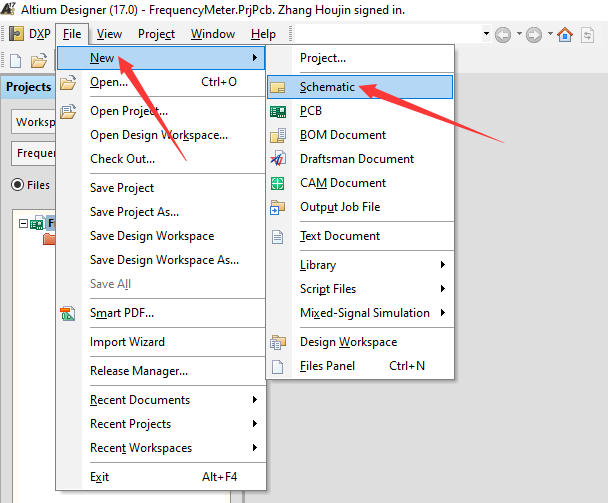 Altium Designer (17.0) - FrequencyMeter.PrjPcb. Zhang Houjin signed in.
DXP File View Project Window Help
Projects
Worksp
Frequen
Files
F
New
Open... Ctrl+O
Open Project...
Open Design Workspace...
Check Out...
Save Project
Save Project As...
Save Design Workspace
Save Design Workspace As...
Save All
Smart PDF...
Import Wizard
Release Manager...
Recent Documents
Recent Projects
Recent Workspaces
Exit Alt+F4
Project...
Schematic
PCB
BOM Document
Draftsman Document
CAM Document
Output Job File
Text Document
Library
Script Files
Mixed-Signal Simulation
Design Workspace
Files Panel Ctrl+N